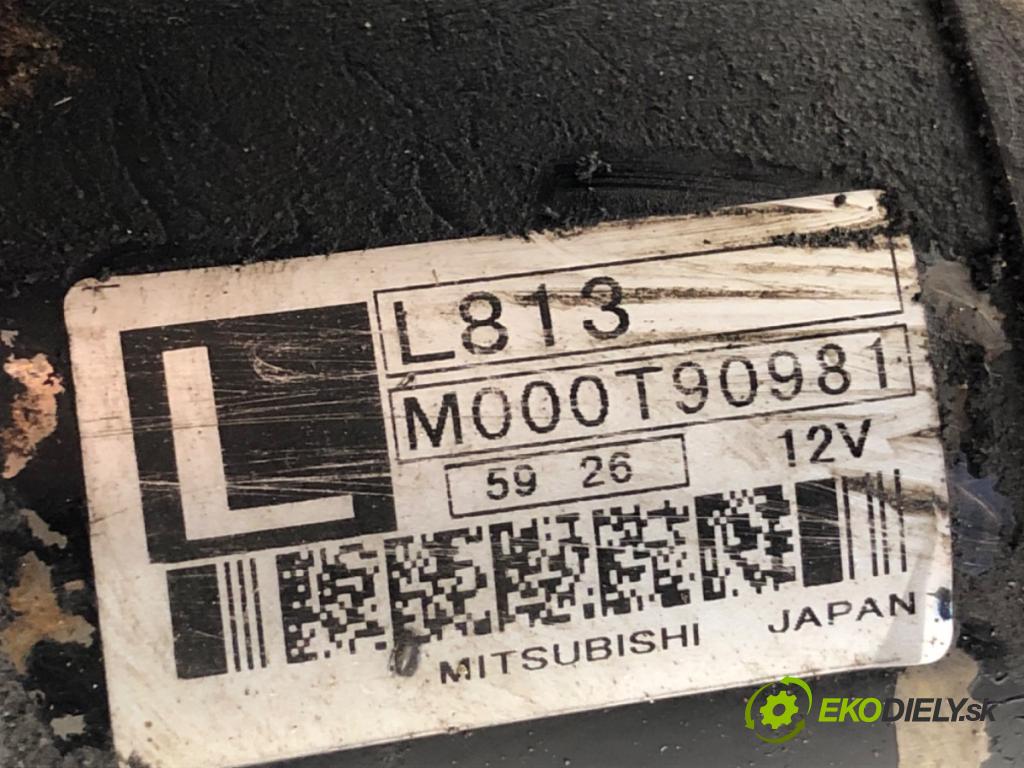 L
L813
M000T90981
59 26
12V
MITSUBISHI JAPAN
EKODIELY.sk